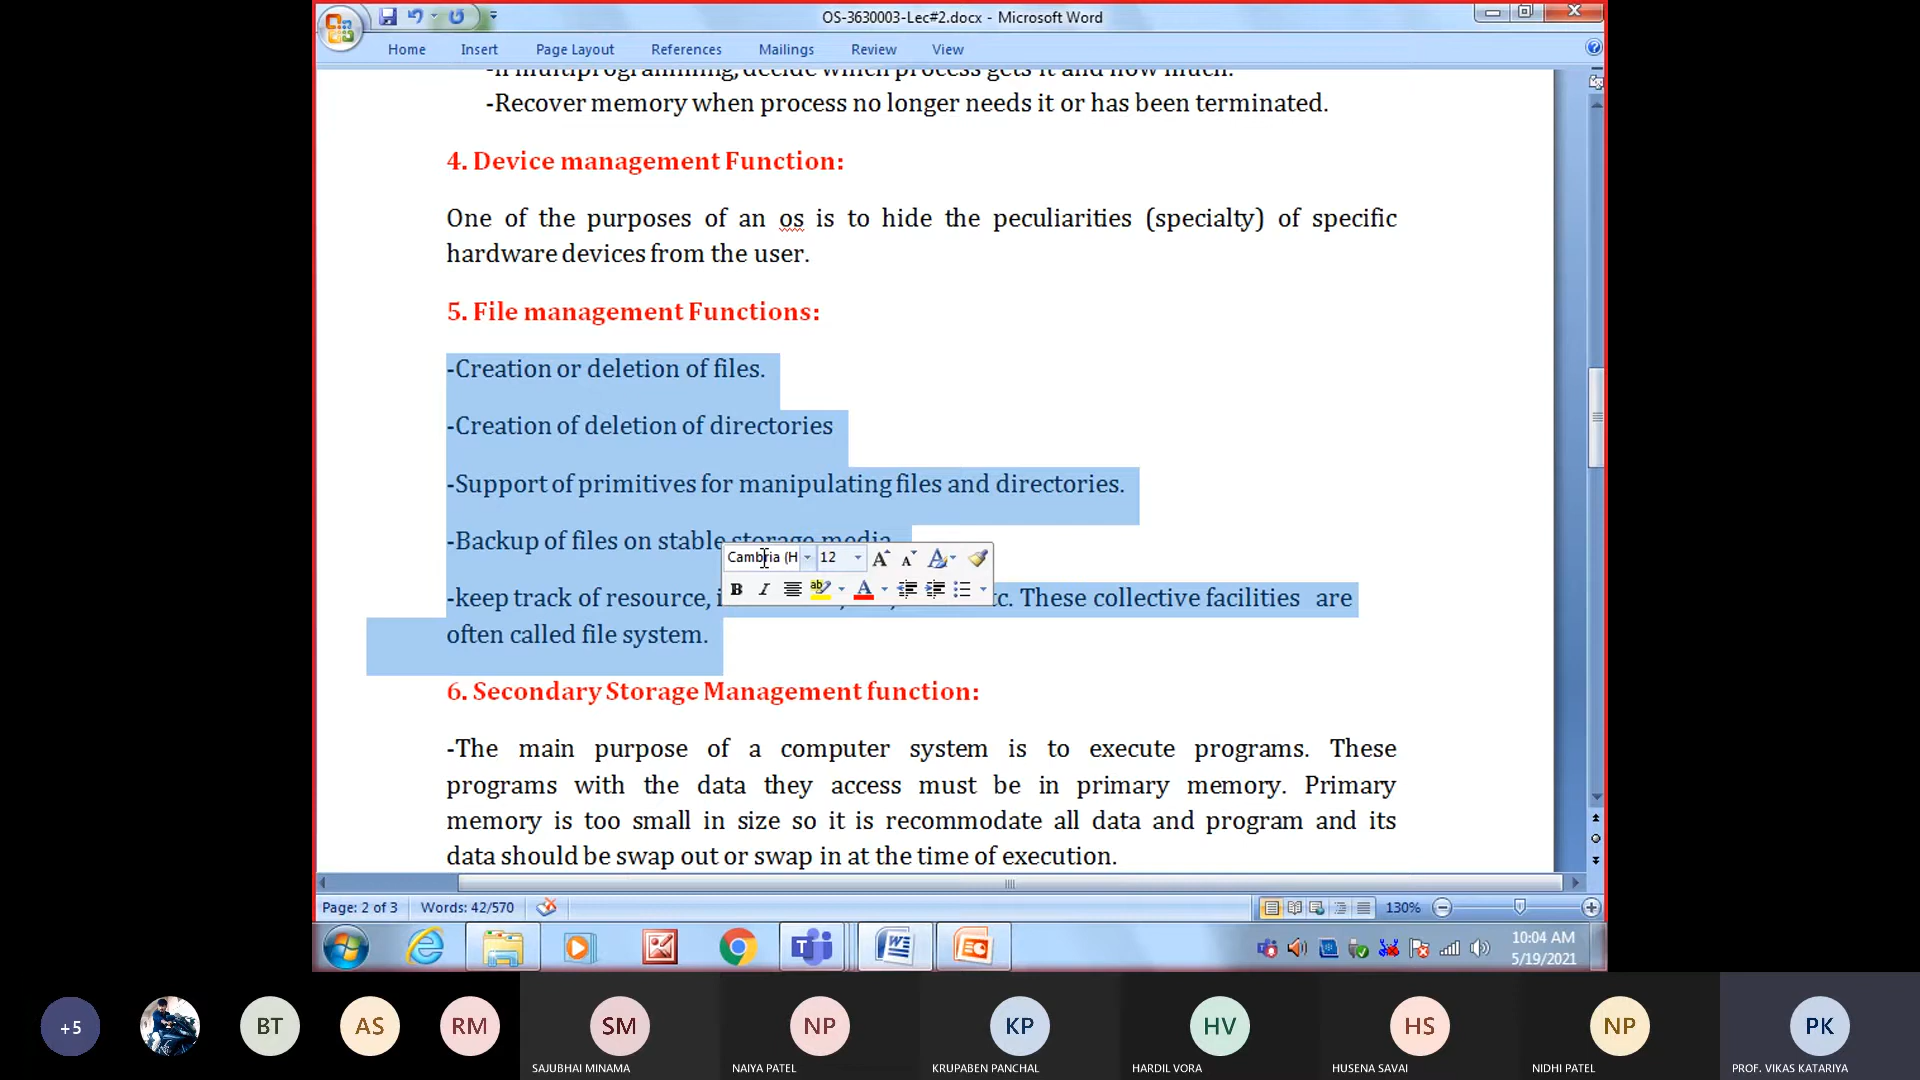 OS-3630003-Lec#2.docx - Microsoft Word
Home Insert Page Layout References Mailings Review View
-Recover memory when process no longer needs it or has been terminated.
4. Device management Function:
One of the purposes of an os is to hide the peculiarities (specialty) of specific
hardware devices from the user.
5. File management Functions:
-Creation or deletion of files.
-Creation of deletion of directories
-Support of primitives for manipulating files and directories.
-Backup of files on stable storage media
Cambria (H 12
-keep track of resource, tc. These collective facilities are
often called file system.
6. Secondary Storage Management function:
-The main purpose of a computer system is to execute programs. These
programs with the data they access must be in primary memory. Primary
memory is too small in size so it is recommodate all data and program and its
data should be swap out or swap in at the time of execution.
Page: 2 of 3 Words: 42/570 130%
10:04 AM
5/19/2021
+5 BT AS RM SM NP KP HV HS NP PK
SAJUBHAI MINAMA NAIYA PATEL KRUPABEN PANCHAL HARDIL VORA HUSENA SAVAI NIDHI PATEL PROF. VIKAS KATARIYA